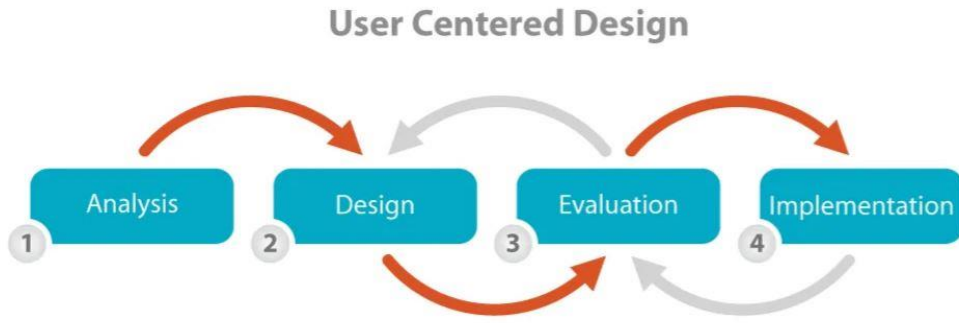 User Centered Design
Analysis
1
Design
2
Evaluation
3
Implementation
4